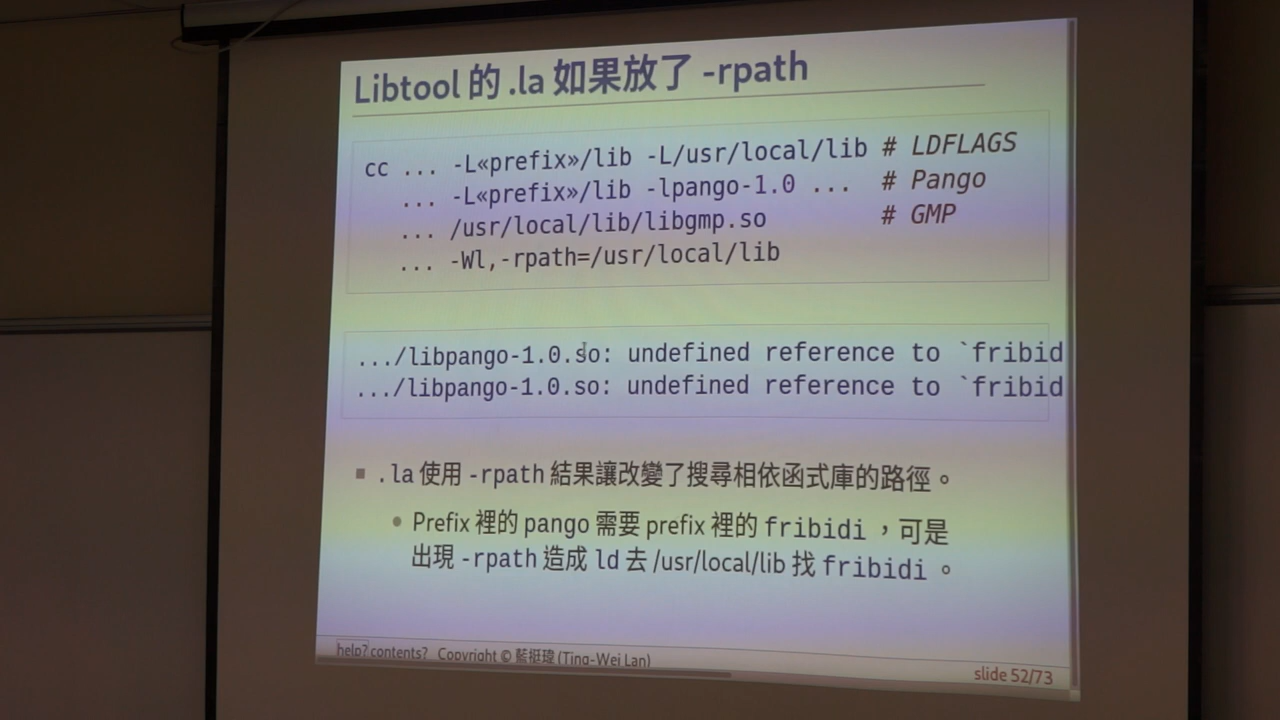 Libtool 的 .la 如果放了 -rpath
cc ... -L«prefix»/lib -L/usr/local/lib # LDFLAGS
... -L«prefix»/lib -lpango-1.0 ... # Pango
... /usr/local/lib/libgmp.so # GMP
... -Wl,-rpath=/usr/local/lib
.../libpango-1.0.so: undefined reference to `fribid
.../libpango-1.0.so: undefined reference to `fribid
.la 使用 -rpath 結果讓改變了搜尋相依函式庫的路徑。
Prefix 裡的 pango 需要 prefix 裡的 fribidi，可是
出現 -rpath 造成 ld 去 /usr/local/lib 找 fribidi。
help? contents? Copyright © 藍挺瑋 (Ting-Wei Lan)
slide 52/73